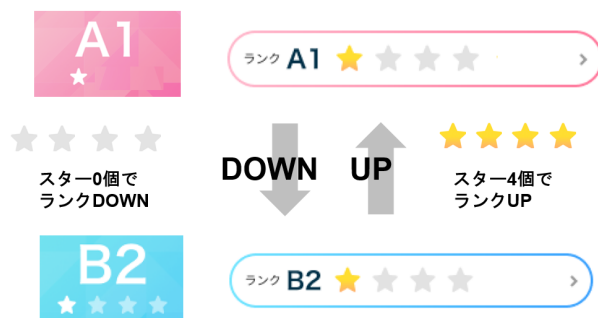 A1
ランク A1
スター0個で
ランクDOWN
DOWN UP
スター4個で
ランクUP
B2
ランク B2